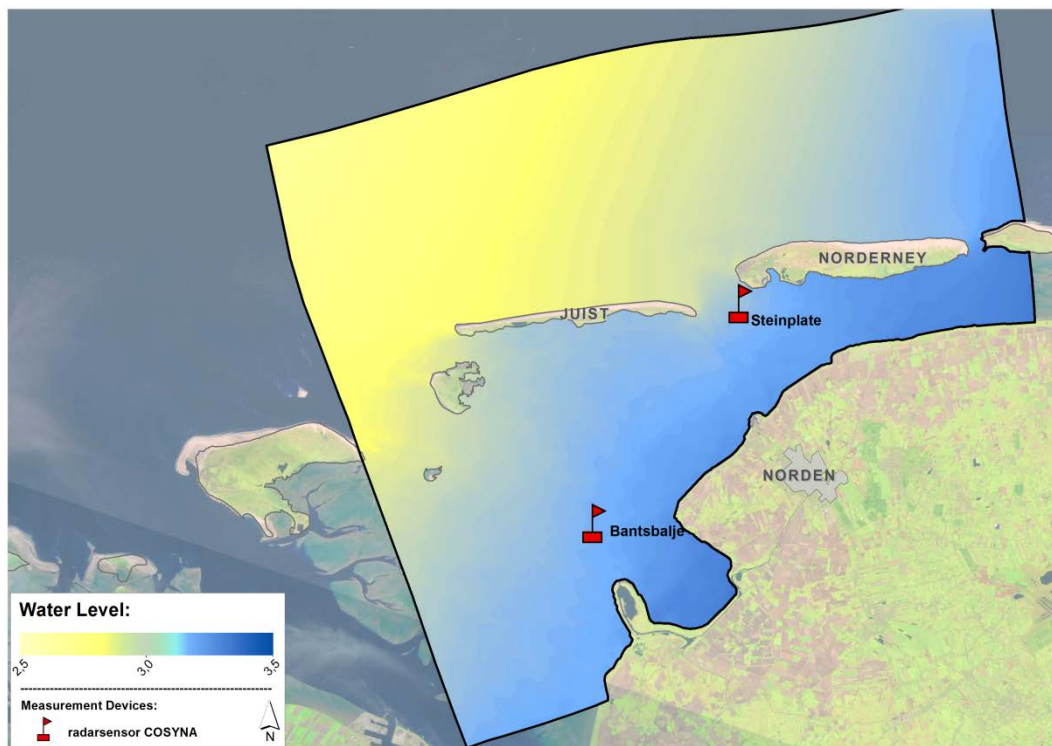 NORDERNEY
JUIST
Steinplate
NORDEN
Bantsbalje
Water Level:
2,5 3,0 3,5
Measurement Devices:
radarsensor COSYNA
N